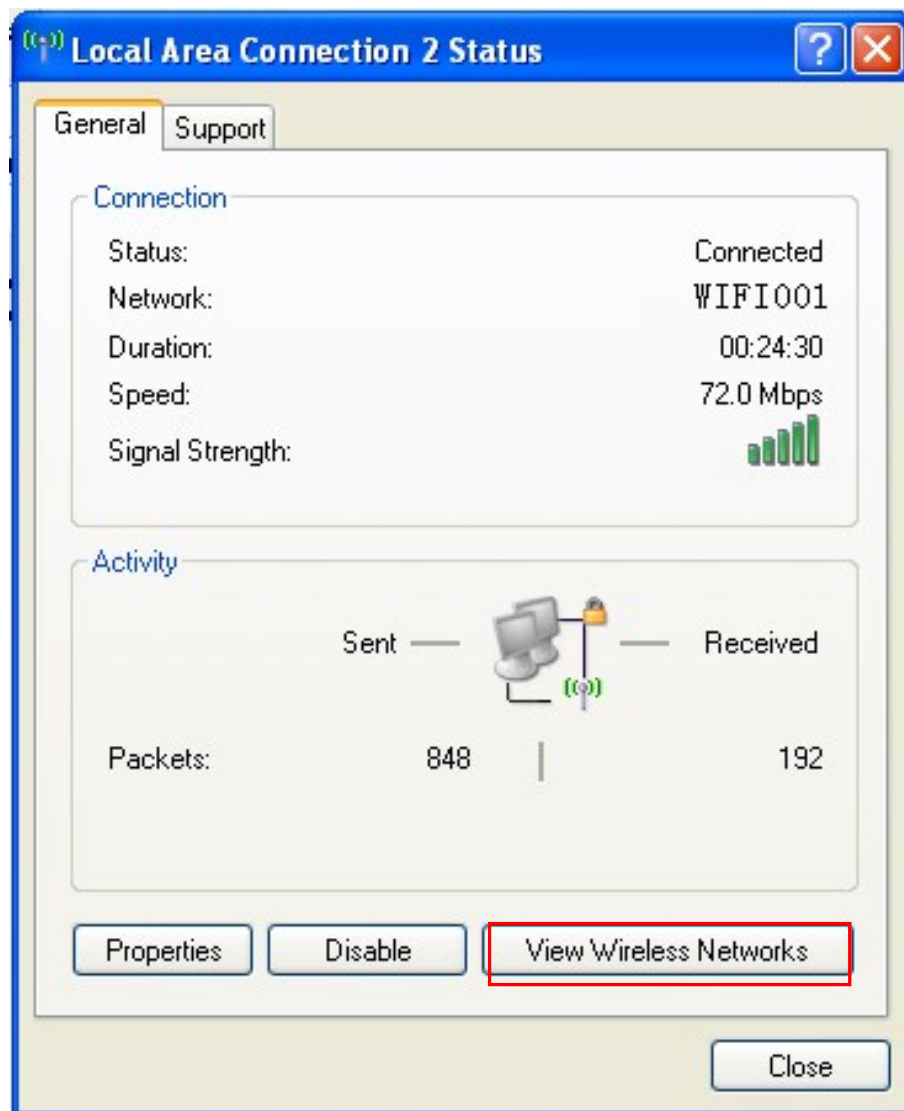 Local Area Connection 2 Status
General Support
Connection
Status: Connected
Network: WIFI001
Duration: 00:24:30
Speed: 72.0 Mbps
Signal Strength:
Activity
Sent Received
Packets: 848 192
Properties Disable View Wireless Networks
Close